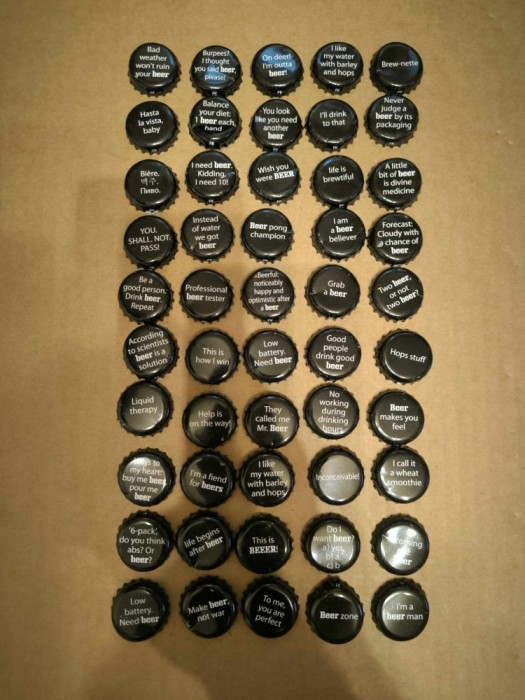 Bad
weather
won't ruin
your beer
Burpees?
I thought
you said beer,
please!
On deer!
I'm outta
beer!
I like
my water
with barley
and hops
Brew-nette
Hasta
la vista,
baby
Balance
your diet:
1 beer each
hand
You look
like you need
another
beer
I'll drink
to that
Never
judge a
beer by its
packaging
Bière.
맥주.
Пиво.
I need beer.
Kidding,
I need 10!
Wish you
were BEER
life is
brewtiful
A little
bit of beer
is divine
medicine
YOU.
SHALL. NOT.
PASS!
Instead
of water
we got
beer
Beer pong
champion
I am
a beer
believer
Forecast:
Cloudy with
a chance of
beer
Be a
good person.
Drink beer.
Repeat
Professional
beer tester
Beerful:
noticeably
happy and
optimistic after
a beer
Grab
a beer
Two beer,
or not
two beer?
According
to scientists
beer is a
solution
This is
how I win
Low
battery.
Need beer
Good
people
drink good
beer
Hops stuff
Liquid
therapy
Help is
on the way!
They
called me
Mr. Beer
No
working
during
drinking
hours
Beer
makes you
feel
to
my heart:
buy me beer,
pour me
beer
I'm a fiend
for beers
I like
my water
with barley
and hops
Inconceivable!
I call it
a wheat
smoothie
'6-pack',
do you think
abs? Or
beer?
life begins
after beer
This is
BEEER!
Do I
want beer?
a) yes,
b) a,
c) b
Low
battery.
Need beer
Make beer,
not war
To me,
you are
perfect
Beer zone
I'm a
beer man